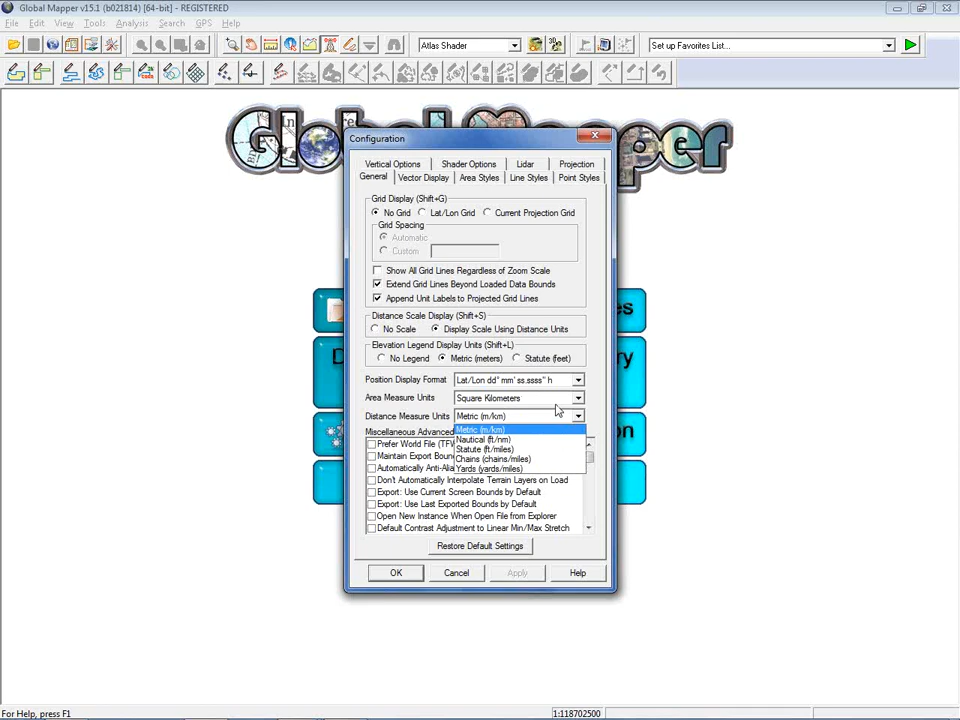 Global Mapper v15.1 (b021814) [64-bit] - REGISTERED
File Edit View Tools Analysis Search GPS Help
Atlas Shader
Set up Favorites List...
Global Mapper
Configuration
Vertical Options Shader Options Lidar Projection
General Vector Display Area Styles Line Styles Point Styles
Grid Display (Shift+G)
No Grid Lat/Lon Grid Current Projection Grid
Grid Spacing
Automatic
Custom
Show All Grid Lines Regardless of Zoom Scale
Extend Grid Lines Beyond Loaded Data Bounds
Append Unit Labels to Projected Grid Lines
Distance Scale Display (Shift+S)
No Scale Display Scale Using Distance Units
Elevation Legend Display Units (Shift+L)
No Legend Metric (meters) Statute (feet)
Position Display Format Lat/Lon dd° mm' ss.ssss" h
Area Measure Units Square Kilometers
Distance Measure Units Metric (m/km)
Metric (m/km)
Miscellaneous Advanced
Nautical (ft/nm)
Prefer World File (TFW
Statute (ft/miles)
Maintain Export Boun
Chains (chains/miles)
Automatically Anti-Alia
Yards (yards/miles)
Don't Automatically Interpolate Terrain Layers on Load
Export: Use Current Screen Bounds by Default
Export: Use Last Exported Bounds by Default
Open New Instance When Open File from Explorer
Default Contrast Adjustment to Linear Min/Max Stretch
Restore Default Settings
OK Cancel Apply Help
For Help, press F1
1:118702500